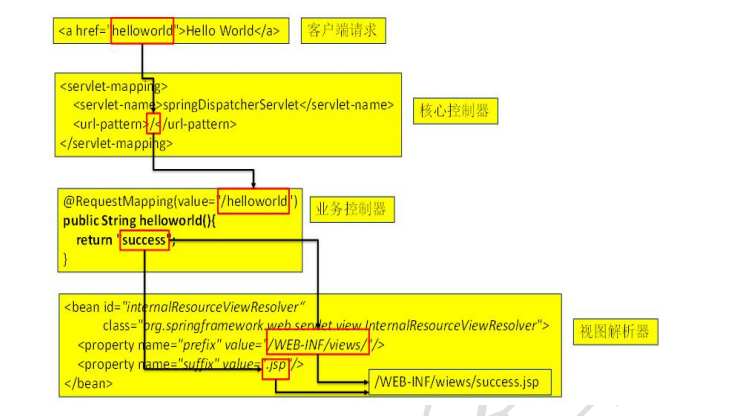 <a href="helloworld">Hello World</a>
客户端请求
<servlet-mapping>
<servlet-name>springDispatcherServlet</servlet-name>
<url-pattern>/</url-pattern>
</servlet-mapping>
核心控制器
@RequestMapping(value="/helloworld")
public String helloworld(){
return "success";
}
业务控制器
<bean id="internalResourceViewResolver"
class="org.springframework.web.servlet.view.InternalResourceViewResolver">
<property name="prefix" value="/WEB-INF/views/"/>
<property name="suffix" value=".jsp"/>
</bean>
视图解析器
/WEB-INF/wiews/success.jsp